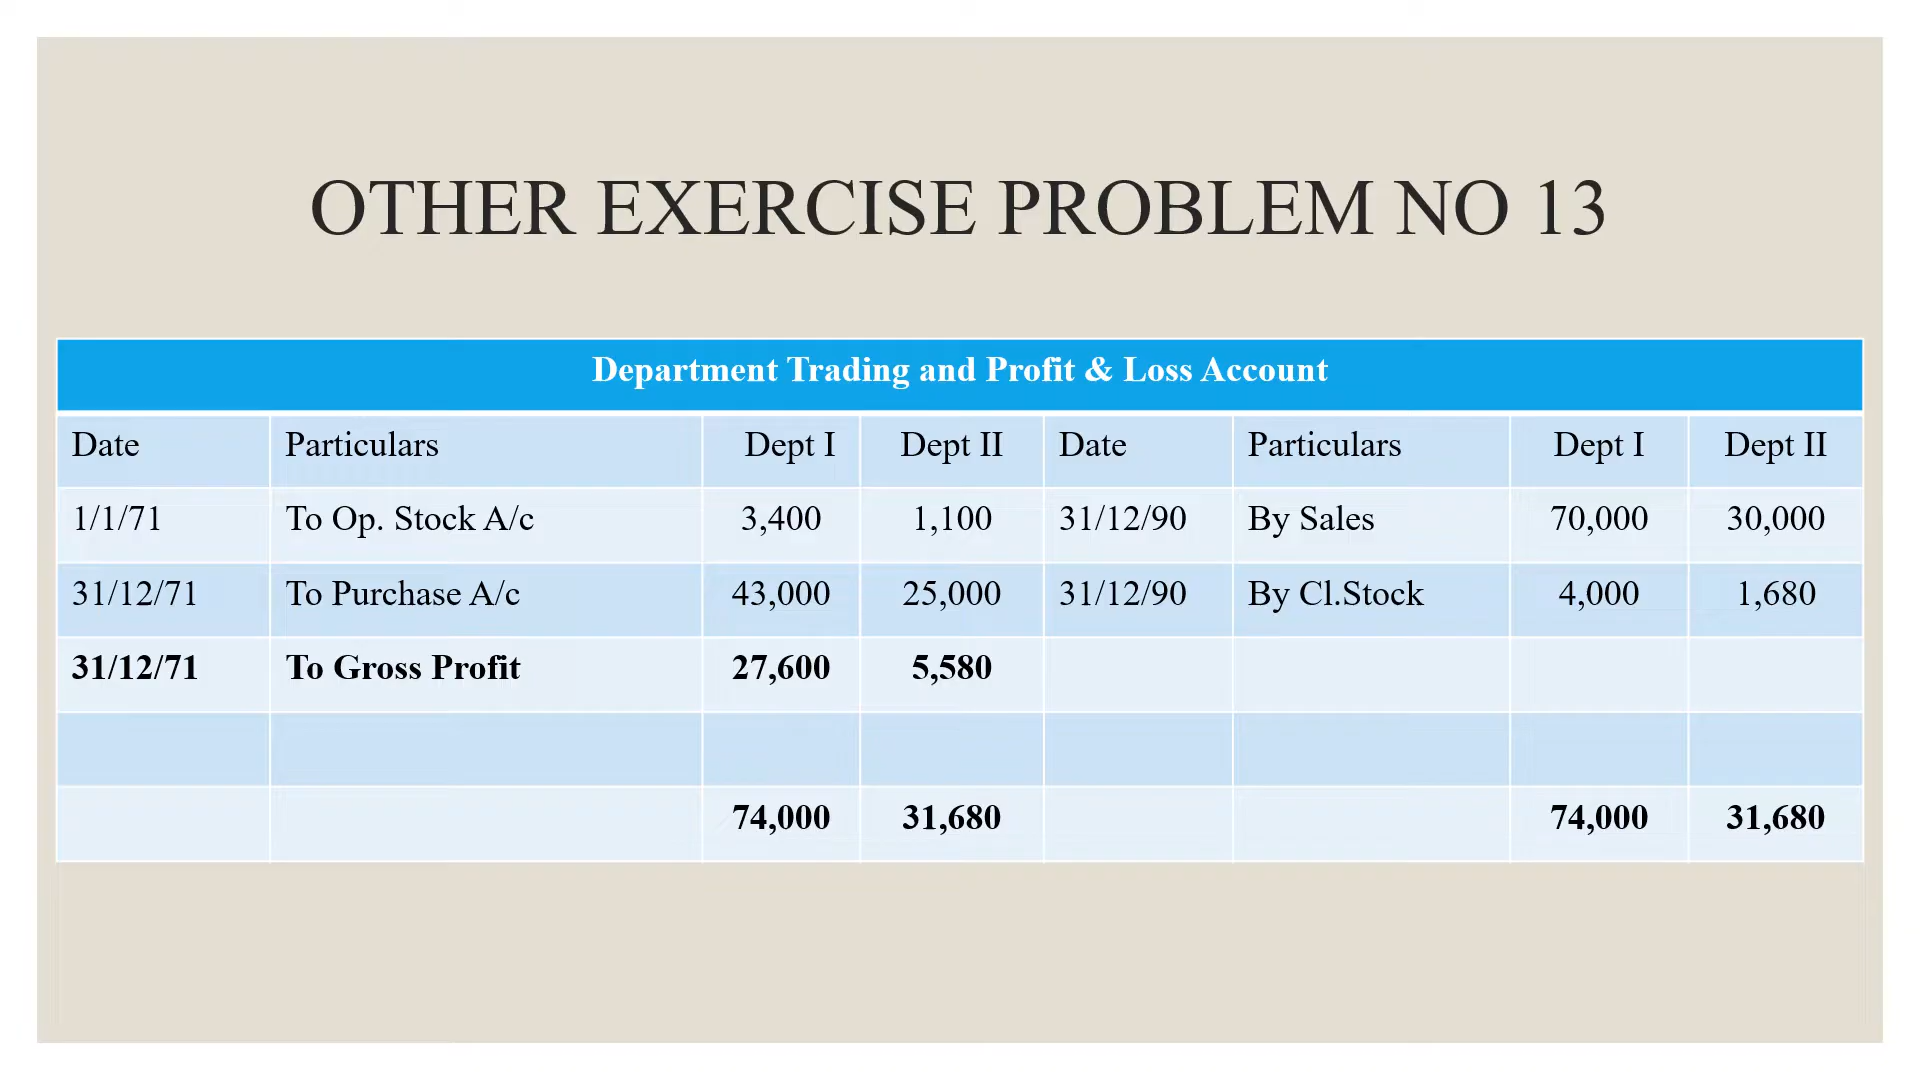 OTHER EXERCISE PROBLEM NO 13
Department Trading and Profit & Loss Account
Date Particulars Dept I Dept II Date Particulars Dept I Dept II
1/1/71 To Op. Stock A/c 3,400 1,100 31/12/90 By Sales 70,000 30,000
31/12/71 To Purchase A/c 43,000 25,000 31/12/90 By Cl.Stock 4,000 1,680
31/12/71 To Gross Profit 27,600 5,580
74,000 31,680 74,000 31,680